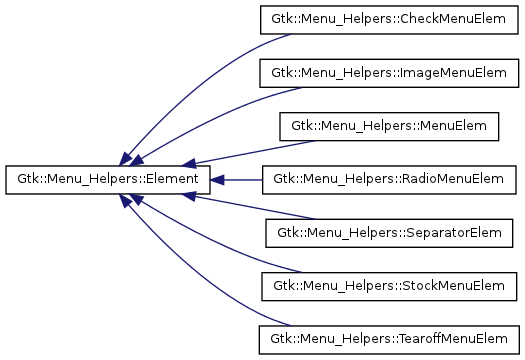 Gtk::Menu_Helpers::CheckMenuElem
Gtk::Menu_Helpers::ImageMenuElem
Gtk::Menu_Helpers::MenuElem
Gtk::Menu_Helpers::Element
Gtk::Menu_Helpers::RadioMenuElem
Gtk::Menu_Helpers::SeparatorElem
Gtk::Menu_Helpers::StockMenuElem
Gtk::Menu_Helpers::TearoffMenuElem